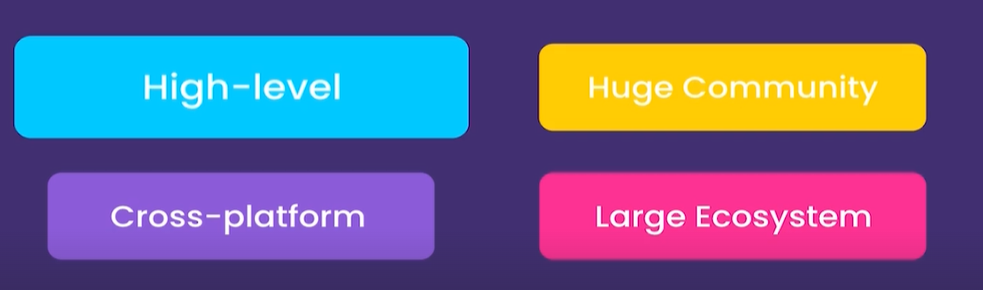 High-level
Huge Community
Cross-platform
Large Ecosystem